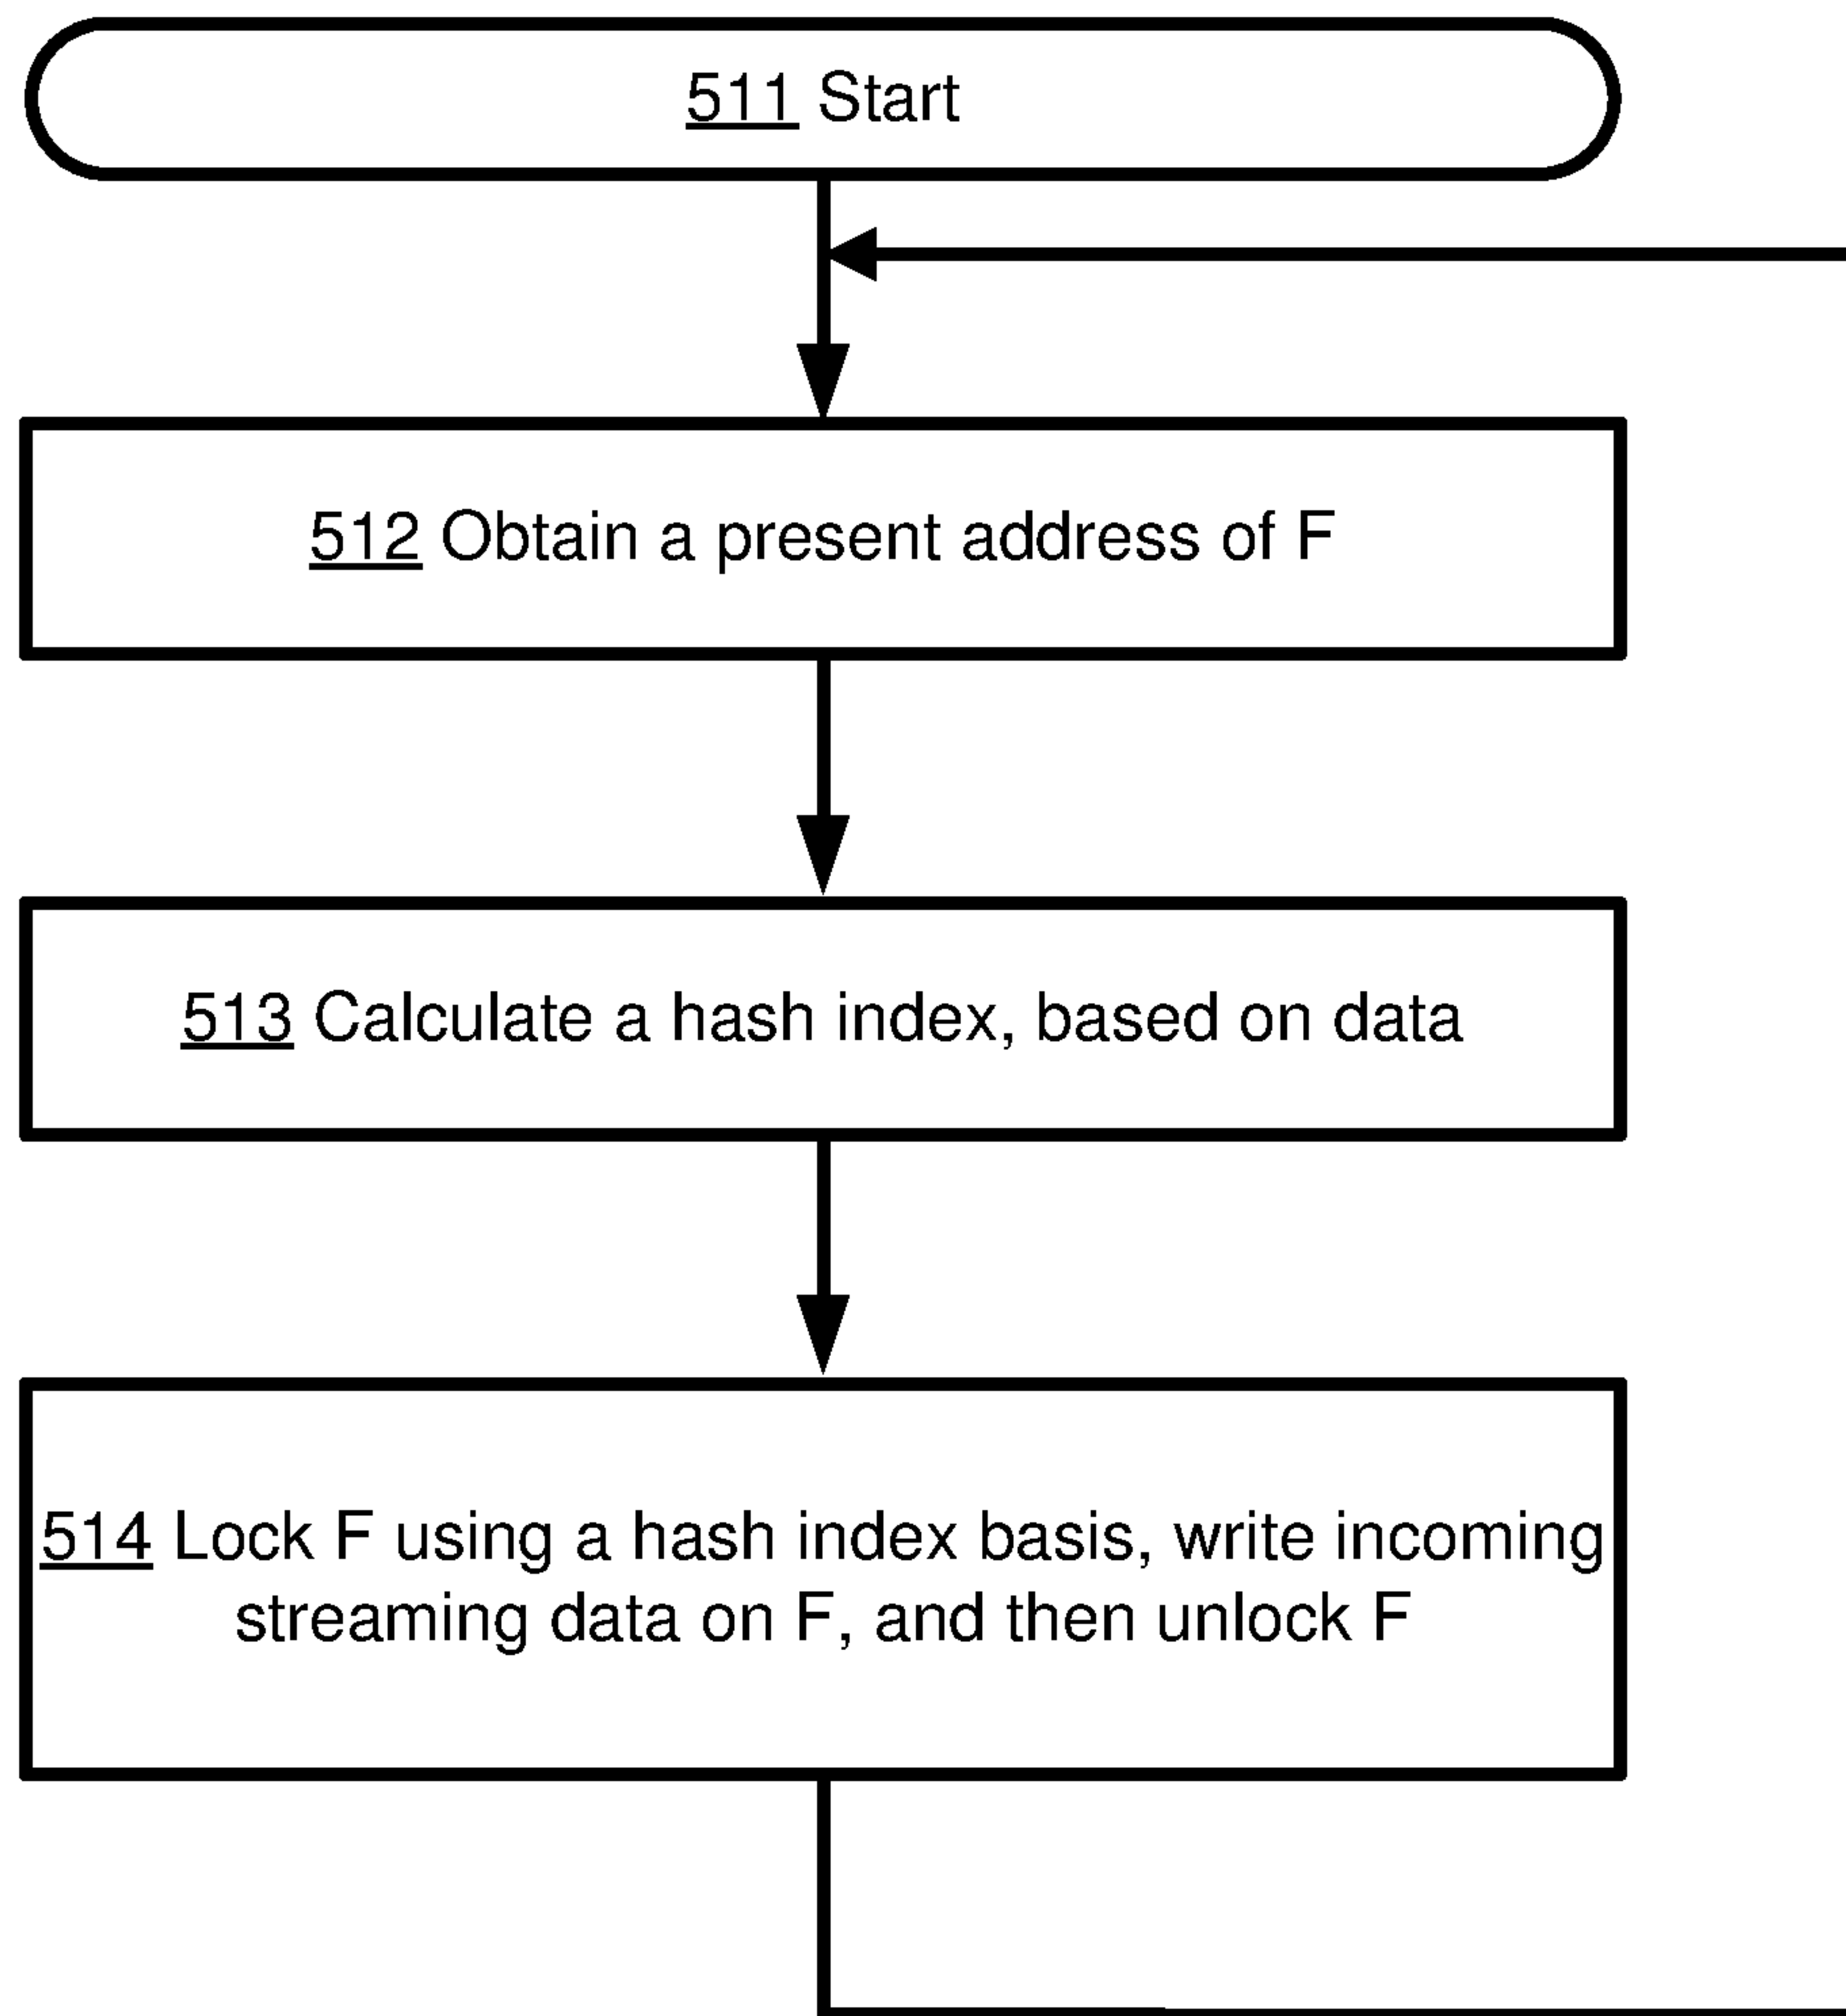 511 Start
512 Obtain a present address of F
513 Calculate a hash index, based on data
514 Lock F using a hash index basis, write incoming
streaming data on F, and then unlock F